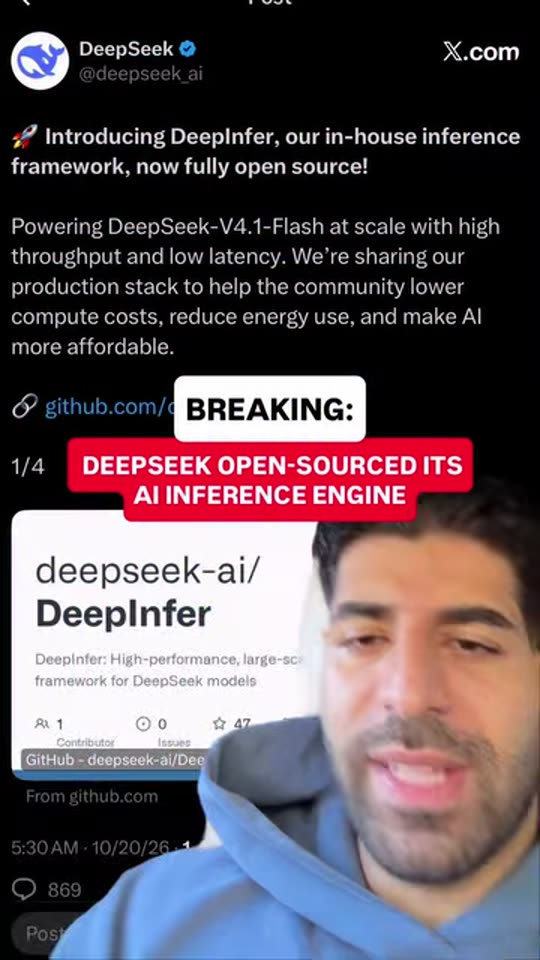 DeepSeek
@deepseek_ai
X.com
🚀 Introducing DeepInfer, our in-house inference
framework, now fully open source!
Powering DeepSeek-V4.1-Flash at scale with high
throughput and low latency. We’re sharing our
production stack to help the community lower
compute costs, reduce energy use, and make AI
more affordable.
github.com/
BREAKING:
1/4
DEEPSEEK OPEN-SOURCED ITS
AI INFERENCE ENGINE
deepseek-ai/
DeepInfer
DeepInfer: High-performance,
framework for DeepSeek models
1
0
47
Contributor
Issues
GitHub - deepseek-ai/Dee
From github.com
5:30 AM · 10/20/26 ·
869
Post